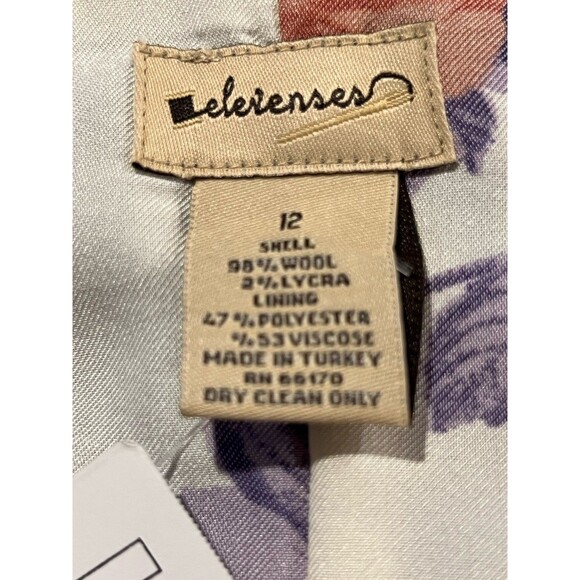 elevenses
12
SHELL
98% WOOL
2% LYCRA
LINING
47% POLYESTER
% 53 VISCOSE
MADE IN TURKEY
RN 66170
DRY CLEAN ONLY